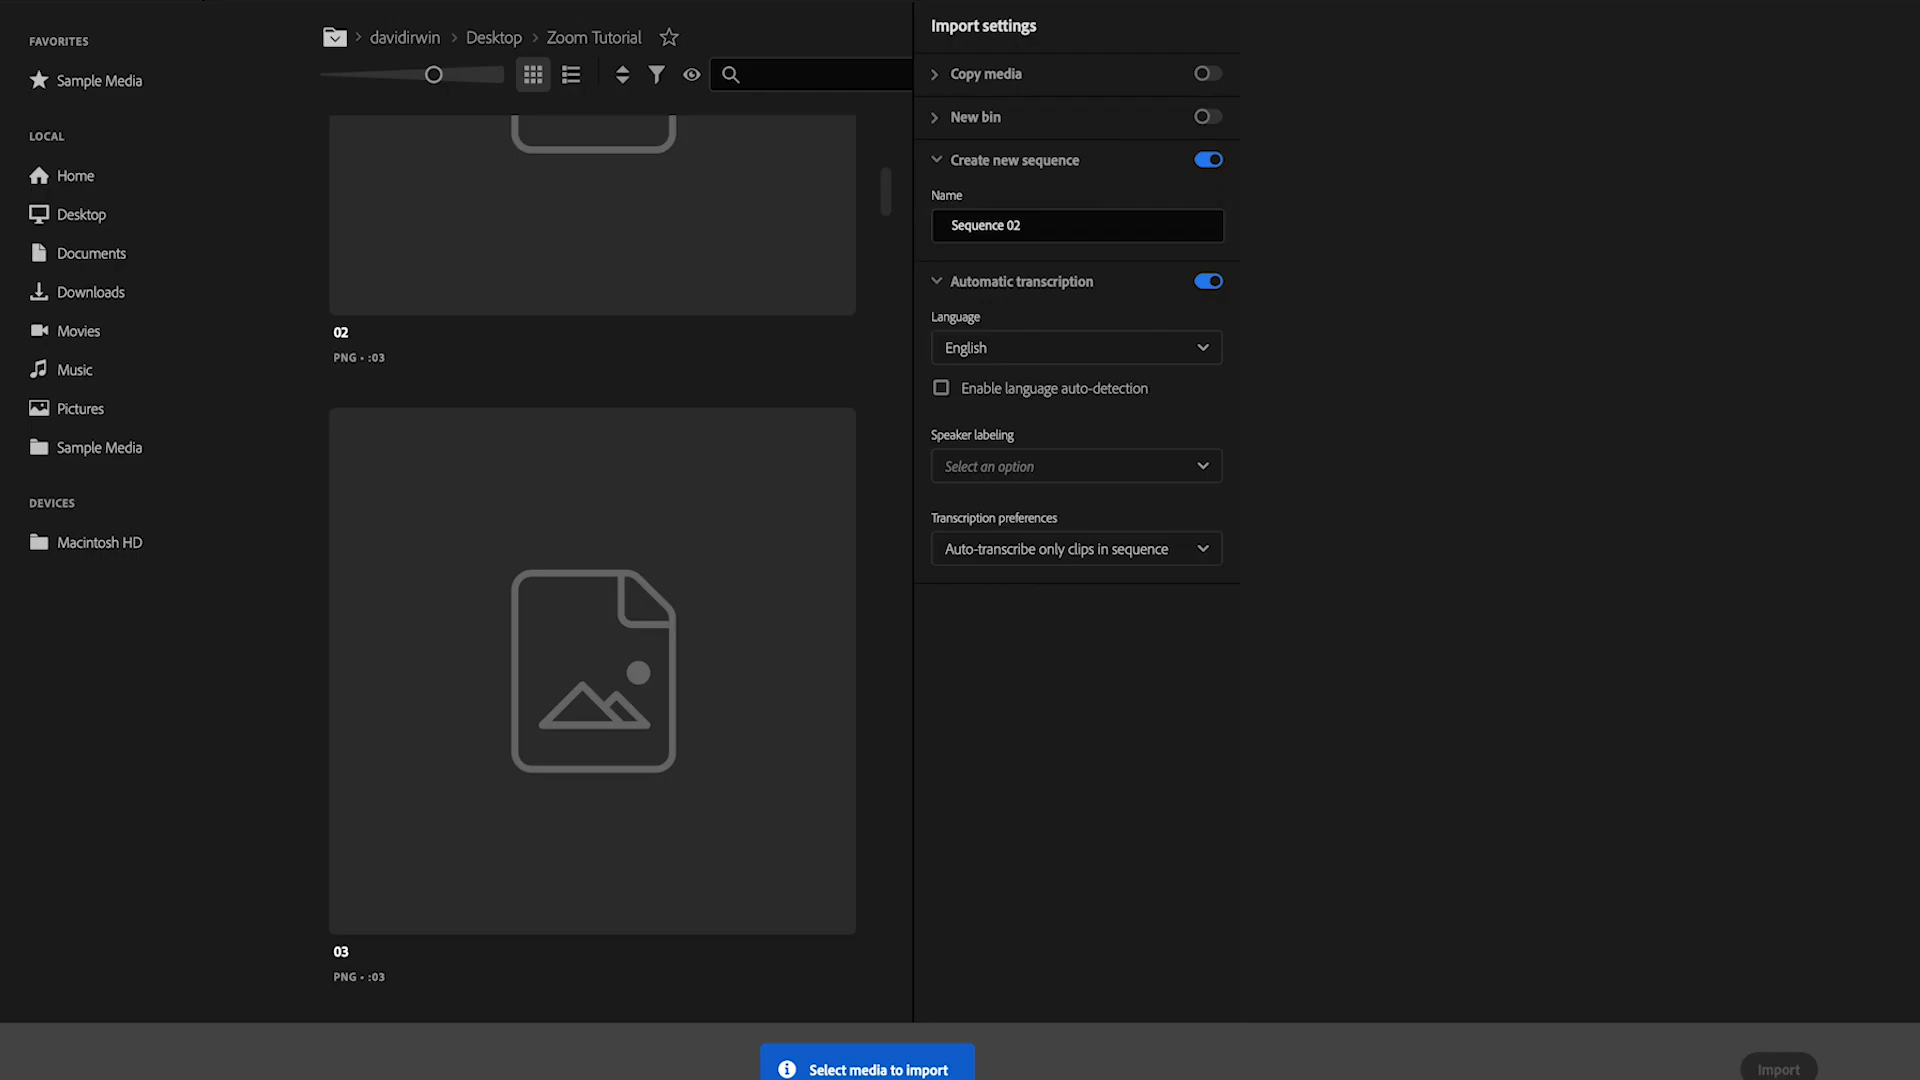 FAVORITES
Sample Media
LOCAL
Home
Desktop
Documents
Downloads
Movies
Music
Pictures
Sample Media
DEVICES
Macintosh HD
davidirwin > Desktop > Zoom Tutorial
02
PNG • :03
03
PNG • :03
Import settings
Copy media
New bin
Create new sequence
Name
Sequence 02
Automatic transcription
Language
English
Enable language auto-detection
Speaker labeling
Select an option
Transcription preferences
Auto-transcribe only clips in sequence
Select media to import
Import